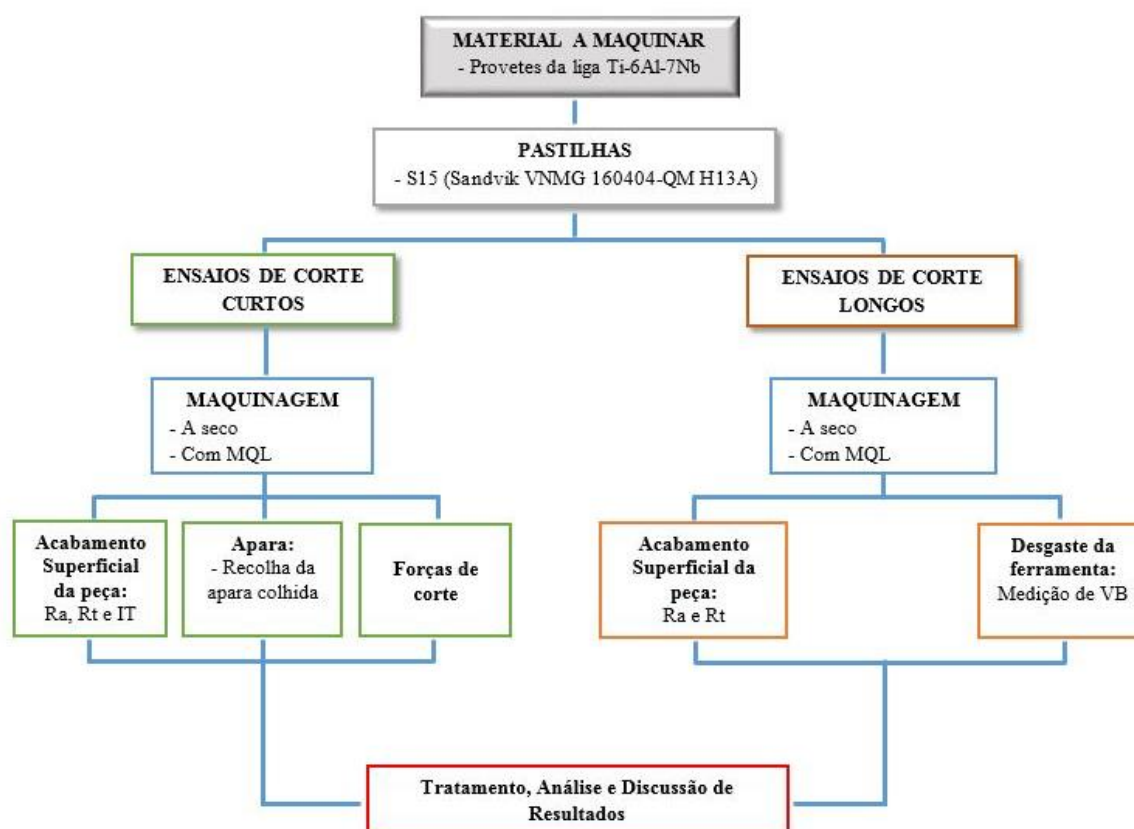 MATERIAL A MAQUINAR
- Provetes da liga Ti-6Al-7Nb
PASTILHAS
- S15 (Sandvik VNMG 160404-QM H13A)
ENSAIOS DE CORTE
CURTOS
ENSAIOS DE CORTE
LONGOS
MAQUINAGEM
- A seco
- Com MQL
MAQUINAGEM
- A seco
- Com MQL
Acabamento
Superficial
da peça:
Ra, Rt e IT
Apara:
- Recolha da
apara colhida
Forças de
corte
Acabamento
Superficial da
peça:
Ra e Rt
Desgaste da
ferramenta:
Medição de VB
Tratamento, Análise e Discussão de
Resultados